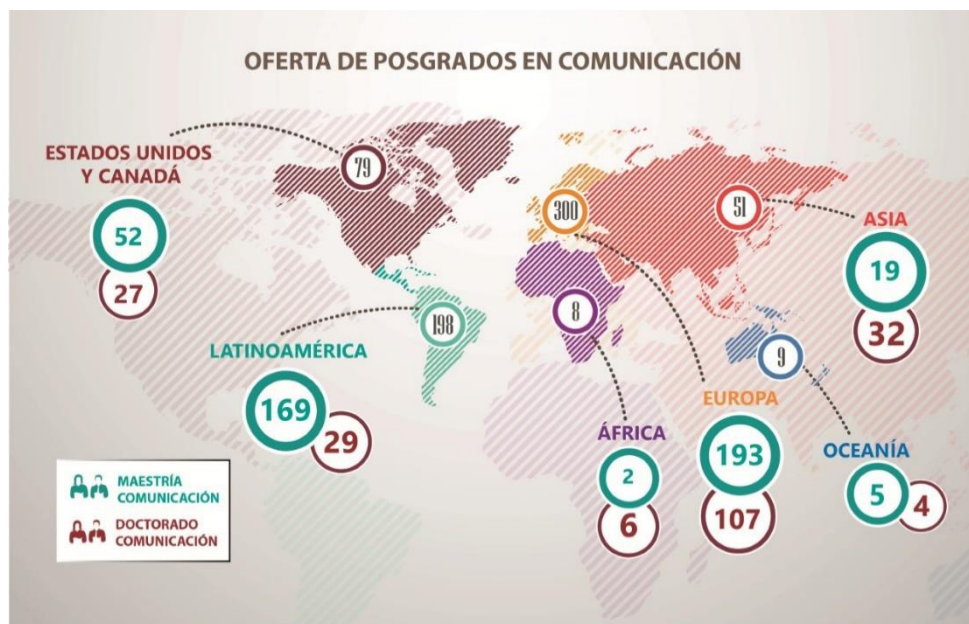 OFERTA DE POSGRADOS EN COMUNICACIÓN
ESTADOS UNIDOS
Y CANADÁ
79
52
27
LATINOAMÉRICA
198
169
29
300
EUROPA
193
107
8
ÁFRICA
2
6
51
ASIA
19
32
9
OCEANÍA
5
4
MAESTRÍA
COMUNICACIÓN
DOCTORADO
COMUNICACIÓN